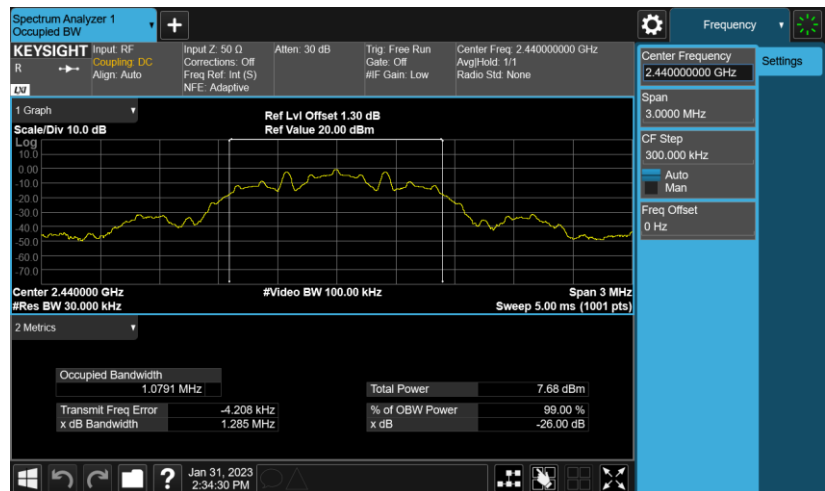 Spectrum Analyzer 1
Occupied BW
Frequency
KEYSIGHT
R
LXI
Input: RF
Coupling: DC
Align: Auto
Input Z: 50 Ω
Corrections: Off
Freq Ref: Int (S)
NFE: Adaptive
Atten: 30 dB
Trig: Free Run
Gate: Off
#IF Gain: Low
Center Freq: 2.440000000 GHz
Avg|Hold: 1/1
Radio Std: None
Center Frequency
2.440000000 GHz
Settings
Span
3.0000 MHz
CF Step
300.000 kHz
Auto
Man
Freq Offset
0 Hz
1 Graph
Scale/Div 10.0 dB
Ref Lvl Offset 1.30 dB
Ref Value 20.00 dBm
Log
10.0
0.00
-10.0
-20.0
-30.0
-40.0
-50.0
-60.0
-70.0
Center 2.440000 GHz
#Video BW 100.00 kHz
Span 3 MHz
#Res BW 30.000 kHz
Sweep 5.00 ms (1001 pts)
2 Metrics
Occupied Bandwidth
1.0791 MHz
Total Power 7.68 dBm
Transmit Freq Error -4.208 kHz
% of OBW Power 99.00 %
x dB Bandwidth 1.285 MHz
x dB -26.00 dB
?
Jan 31, 2023
2:34:30 PM